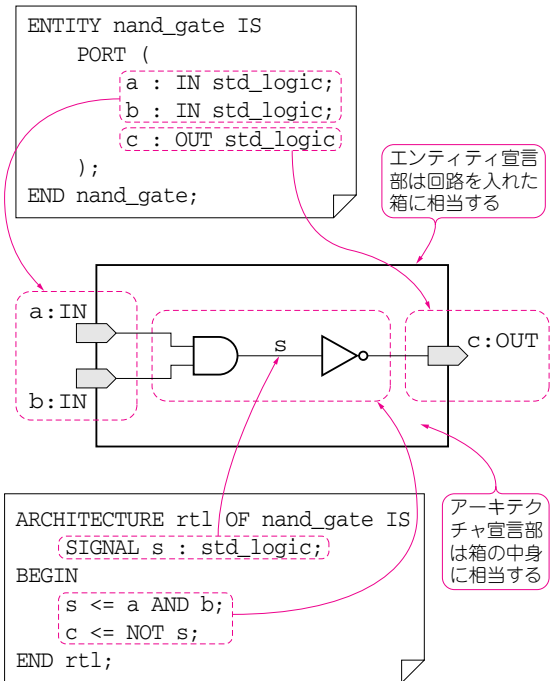 ENTITY nand_gate IS
PORT (
a : IN std_logic;
b : IN std_logic;
c : OUT std_logic
);
END nand_gate;
エンティティ宣言
部は回路を入れた
箱に相当する
a:IN
s
c:OUT
b:IN
アーキテク
チャ宣言部
は箱の中身
に相当する
ARCHITECTURE rtl OF nand_gate IS
SIGNAL s : std_logic;
BEGIN
s <= a AND b;
c <= NOT s;
END rtl;